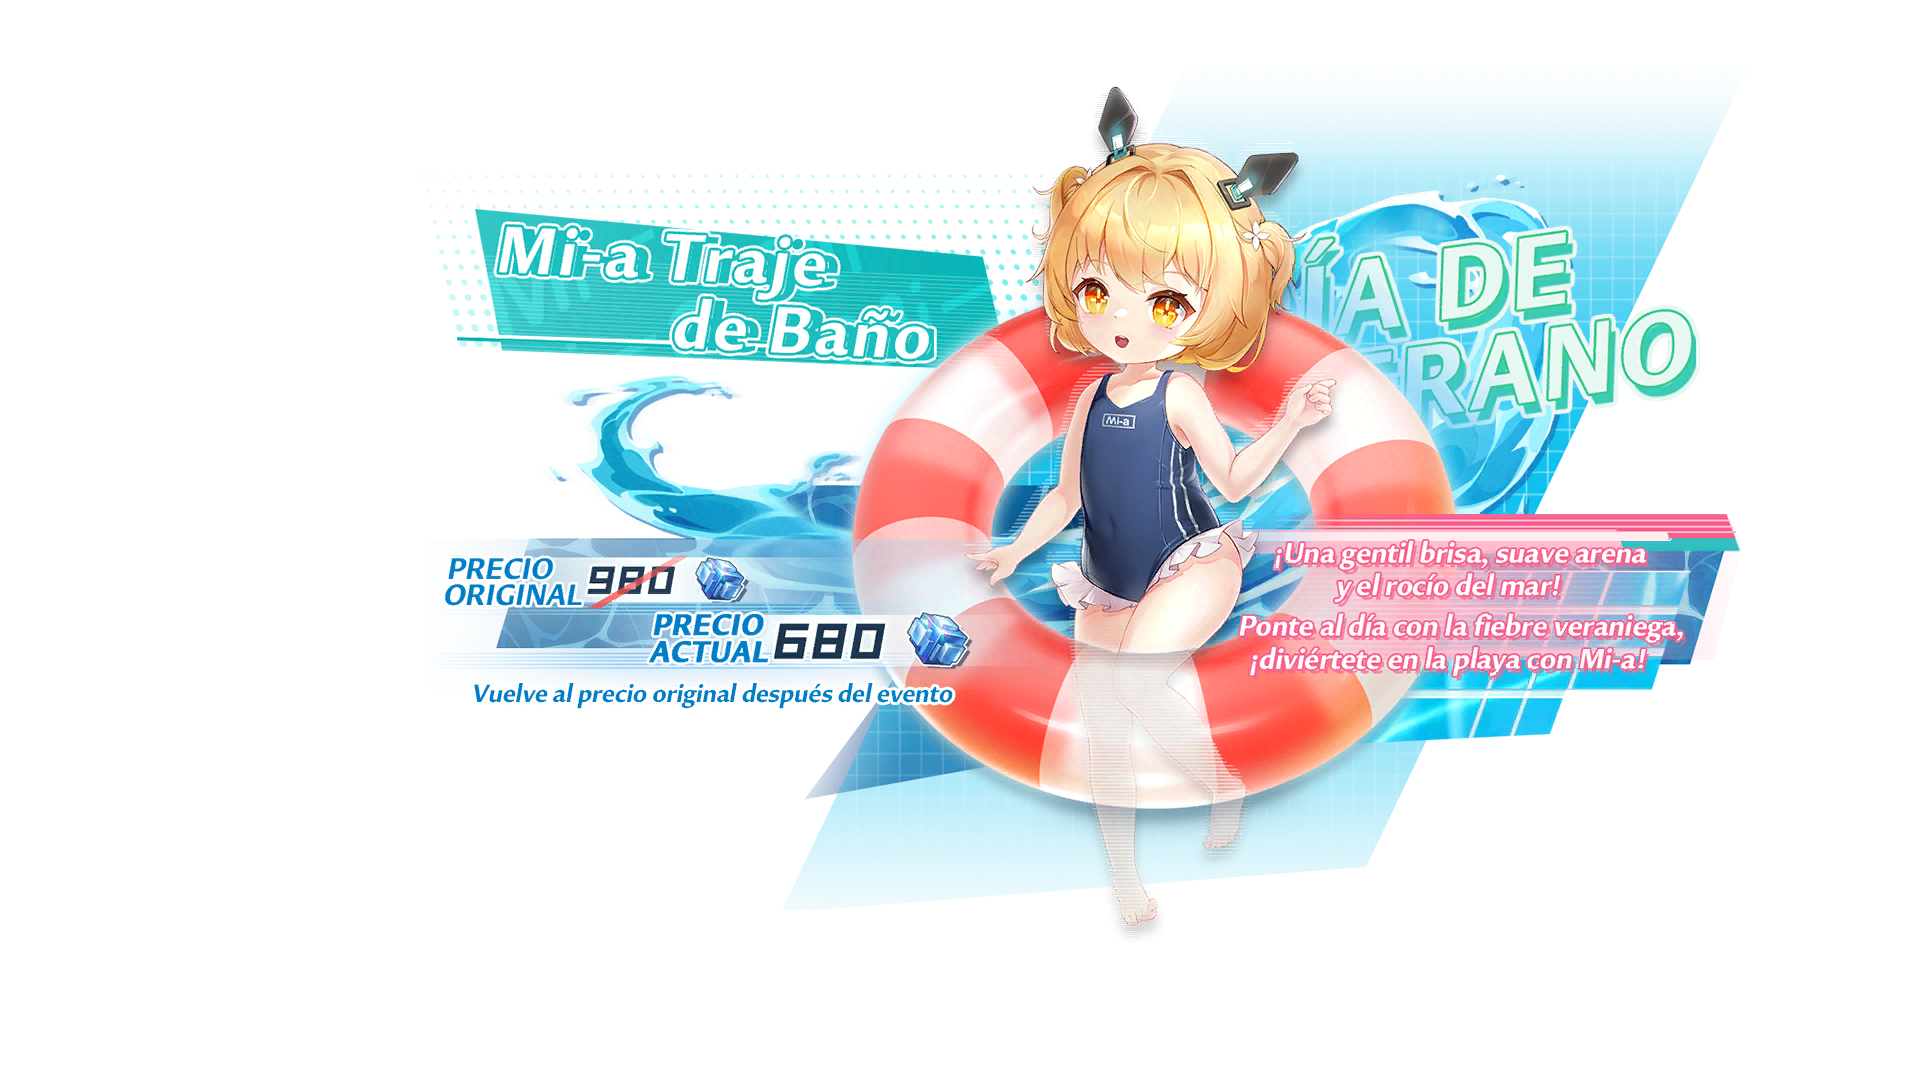 Mi-a Traje
de Baño
ÍA DE
ERANO
Mi-a
PRECIO
ORIGINAL 980
PRECIO
ACTUAL 680
Vuelve al precio original después del evento
¡Una gentil brisa, suave arena
y el rocío del mar!
Ponte al día con la fiebre veraniega,
¡diviértete en la playa con Mi-a!